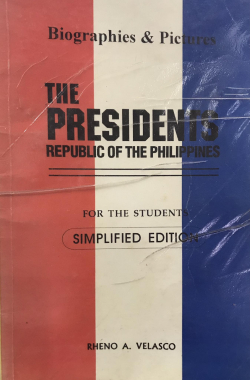 Biographies & Pictures
THE
PRESIDENTS
REPUBLIC OF THE PHILIPPINES
FOR THE STUDENTS
SIMPLIFIED EDITION
RHENO A. VELASCO